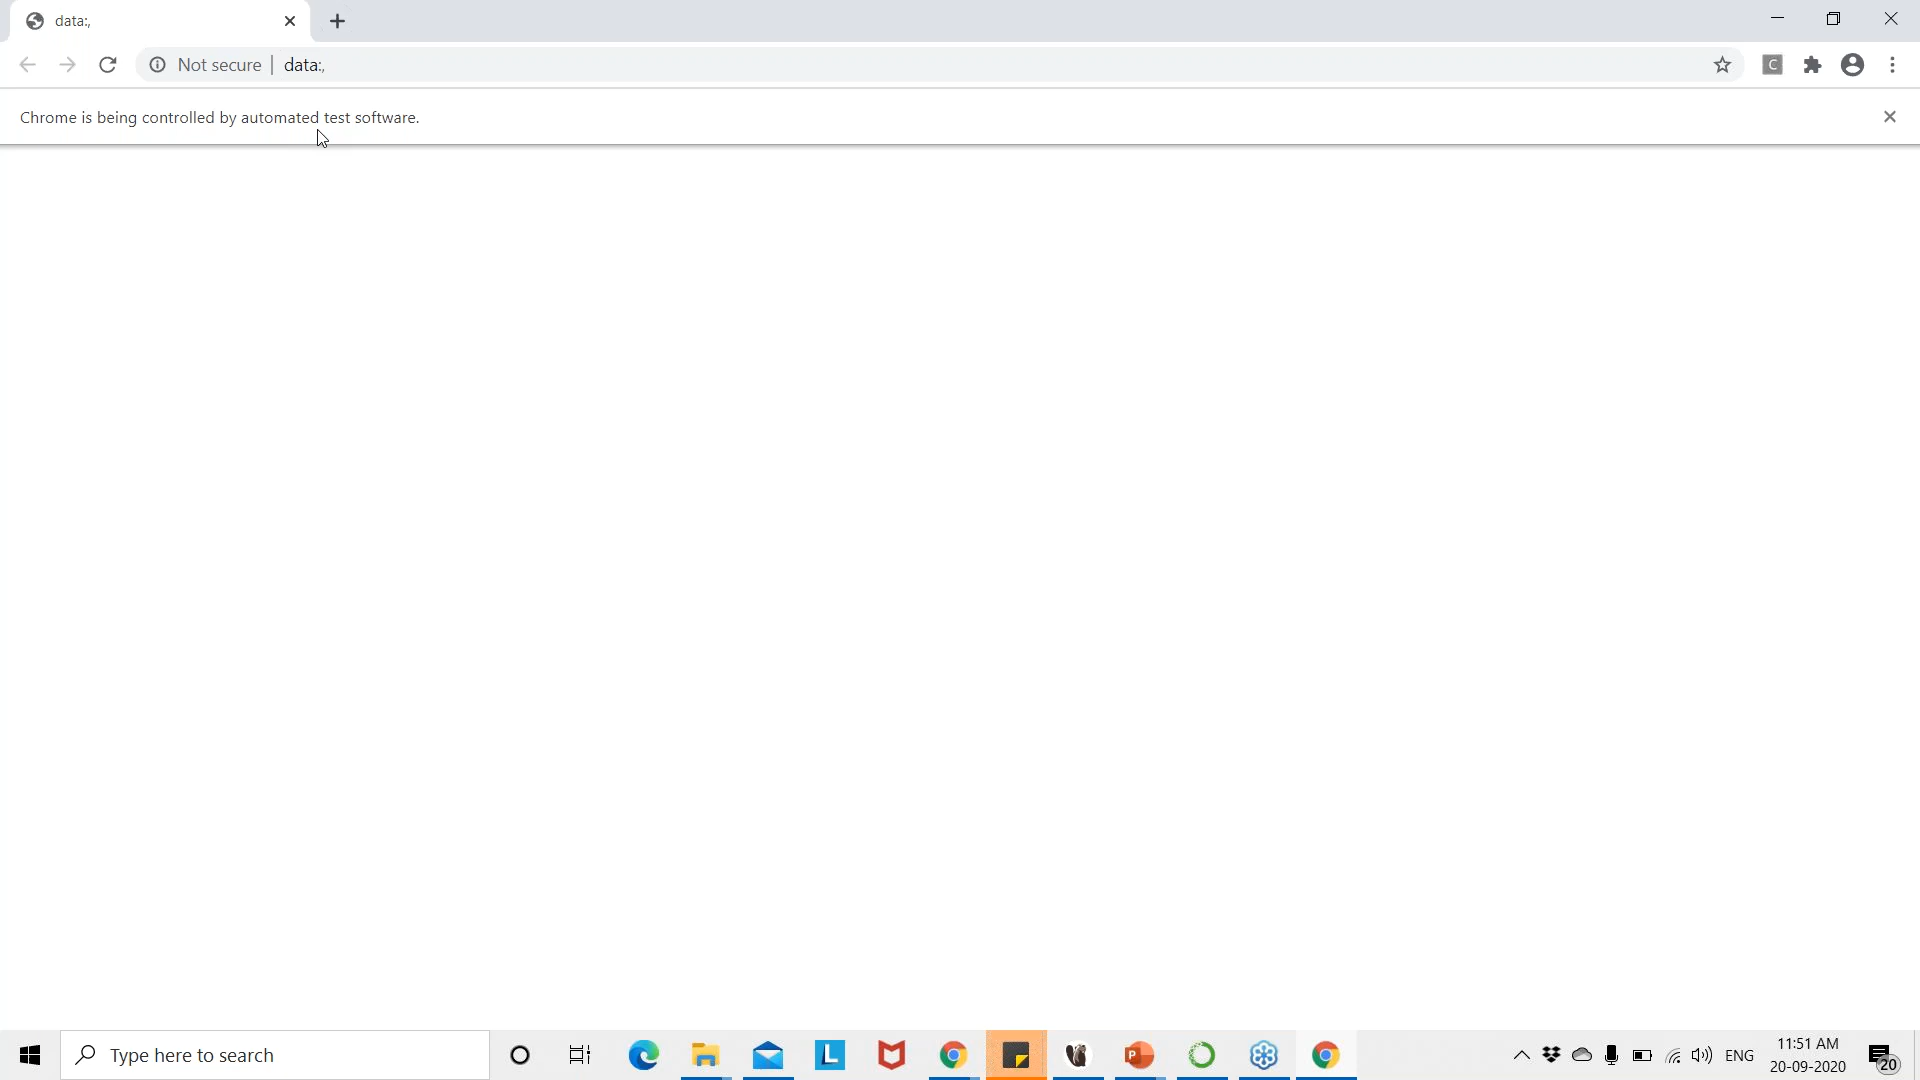 data:,
Not secure | data:,
C
Chrome is being controlled by automated test software.
Type here to search
L
P
ENG
11:51 AM
20-09-2020
20